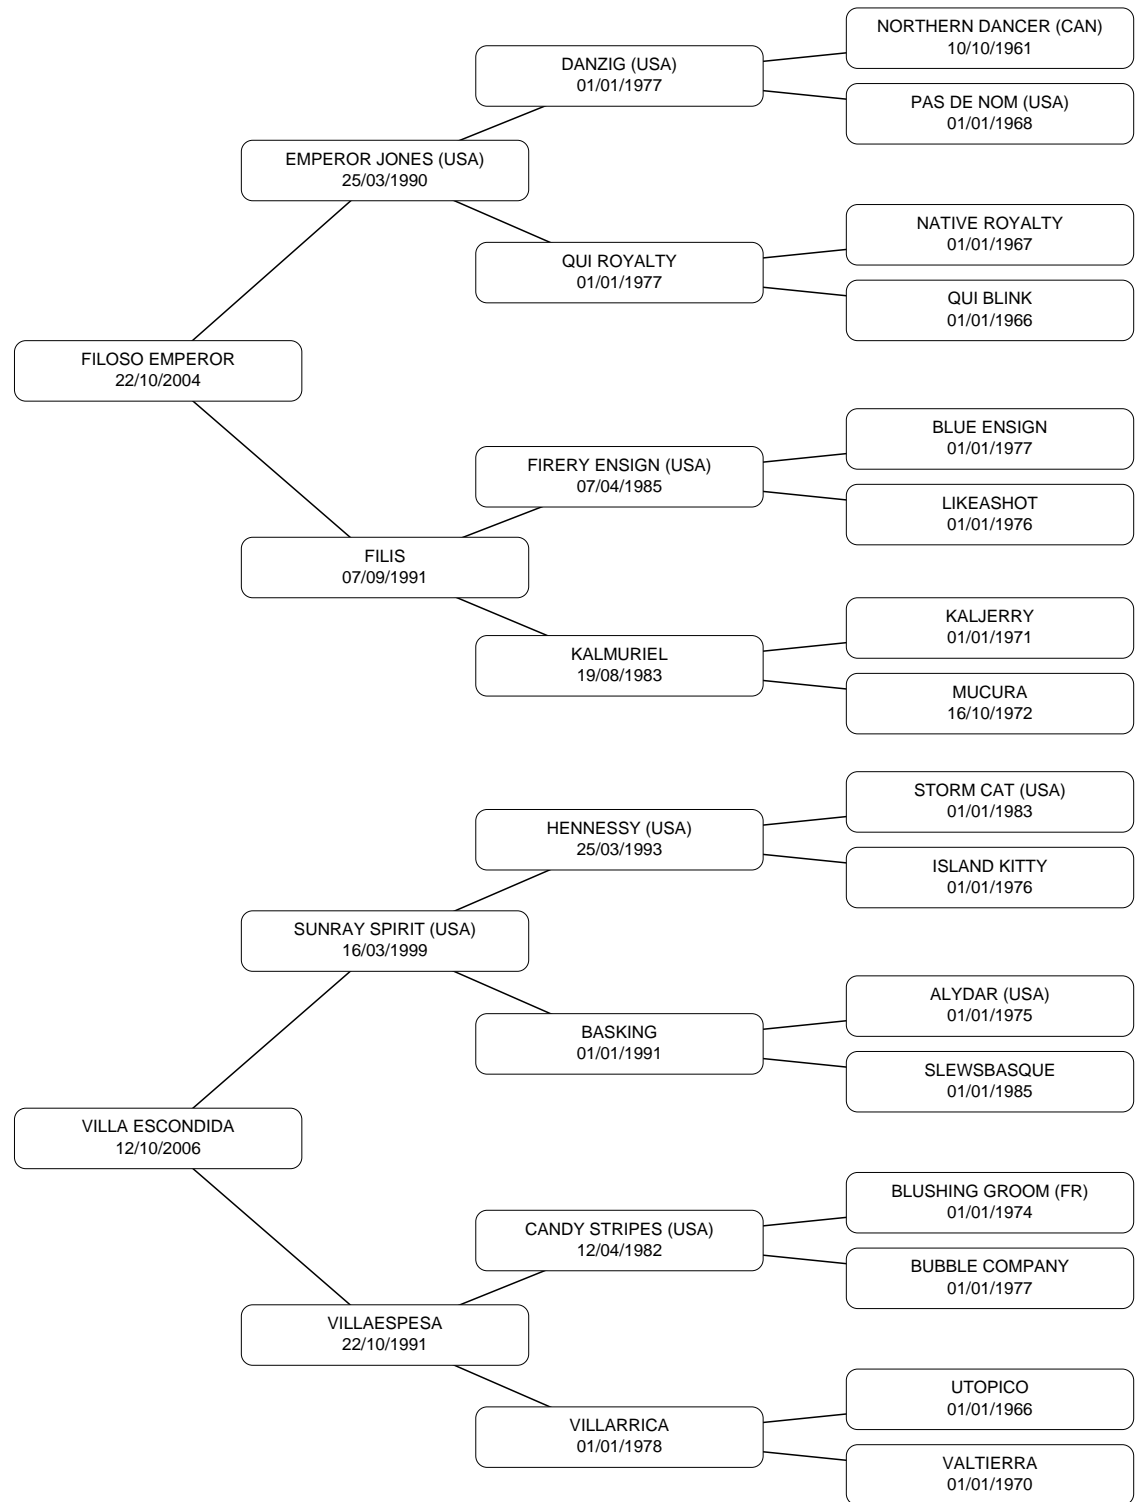 NORTHERN DANCER (CAN)
10/10/1961
DANZIG (USA)
01/01/1977
PAS DE NOM (USA)
01/01/1968
EMPEROR JONES (USA)
25/03/1990
NATIVE ROYALTY
01/01/1967
QUI ROYALTY
01/01/1977
QUI BLINK
01/01/1966
FILOSO EMPEROR
22/10/2004
BLUE ENSIGN
01/01/1977
FIRERY ENSIGN (USA)
07/04/1985
LIKEASHOT
01/01/1976
FILIS
07/09/1991
KALJERRY
01/01/1971
KALMURIEL
19/08/1983
MUCURA
16/10/1972
STORM CAT (USA)
01/01/1983
HENNESSY (USA)
25/03/1993
ISLAND KITTY
01/01/1976
SUNRAY SPIRIT (USA)
16/03/1999
ALYDAR (USA)
01/01/1975
BASKING
01/01/1991
SLEWSBASQUE
01/01/1985
VILLA ESCONDIDA
12/10/2006
BLUSHING GROOM (FR)
01/01/1974
CANDY STRIPES (USA)
12/04/1982
BUBBLE COMPANY
01/01/1977
VILLAESPESA
22/10/1991
UTOPICO
01/01/1966
VILLARRICA
01/01/1978
VALTIERRA
01/01/1970